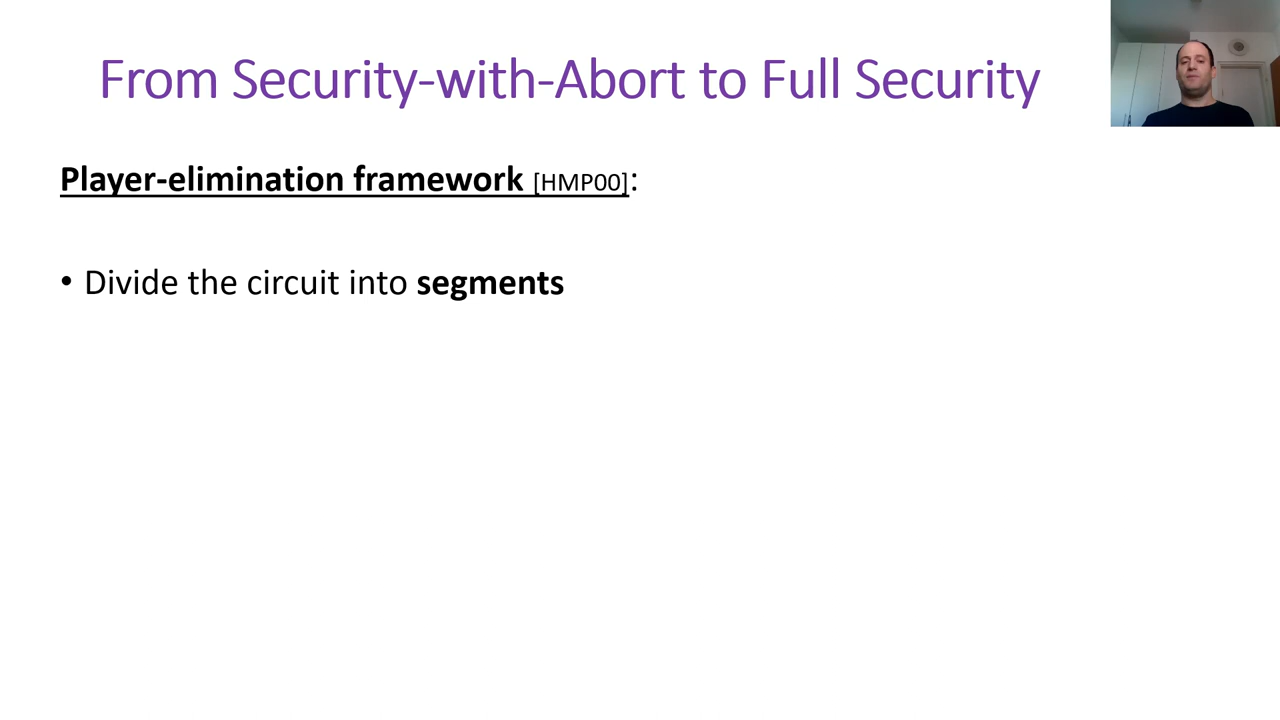 From Security-with-Abort to Full Security
Player-elimination framework [HMP00]:
• Divide the circuit into segments